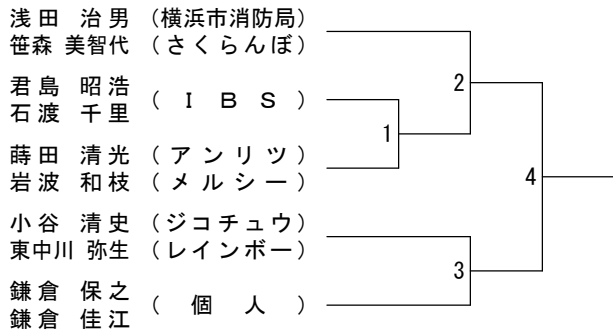 浅田 治男 (横浜市消防局)
笹森 美智代 (さくらんぼ)
君島 昭浩
石渡 千里
( I B S )
蒔田 清光 (アンリツ)
岩波 和枝 (メルシー)
小谷 清史 (ジコチュウ)
東中川 弥生 (レインボー)
鎌倉 保之
鎌倉 佳江
( 個 人 )
2
1
4
3